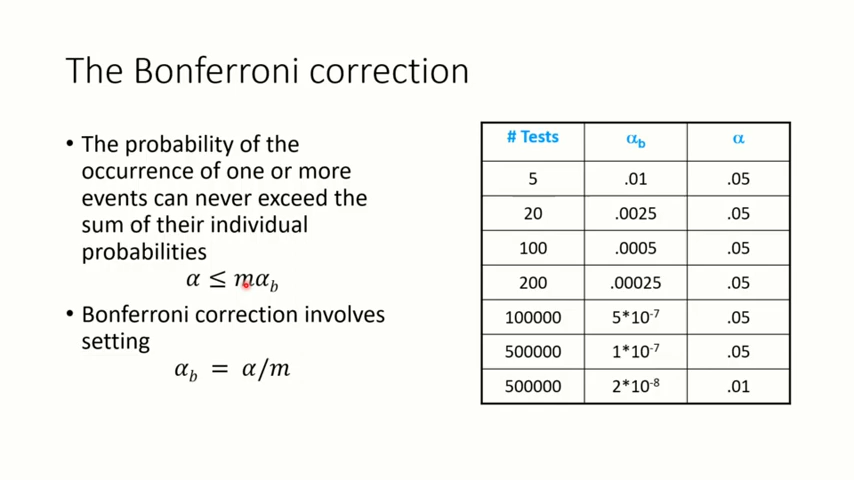 The Bonferroni correction
• The probability of the
occurrence of one or more
events can never exceed the
sum of their individual
probabilities
α ≤ mα_b
• Bonferroni correction involves
setting
α_b = α/m
# Tests α_b α
5 .01 .05
20 .0025 .05
100 .0005 .05
200 .00025 .05
100000 5*10⁻⁷ .05
500000 1*10⁻⁷ .05
500000 2*10⁻⁸ .01